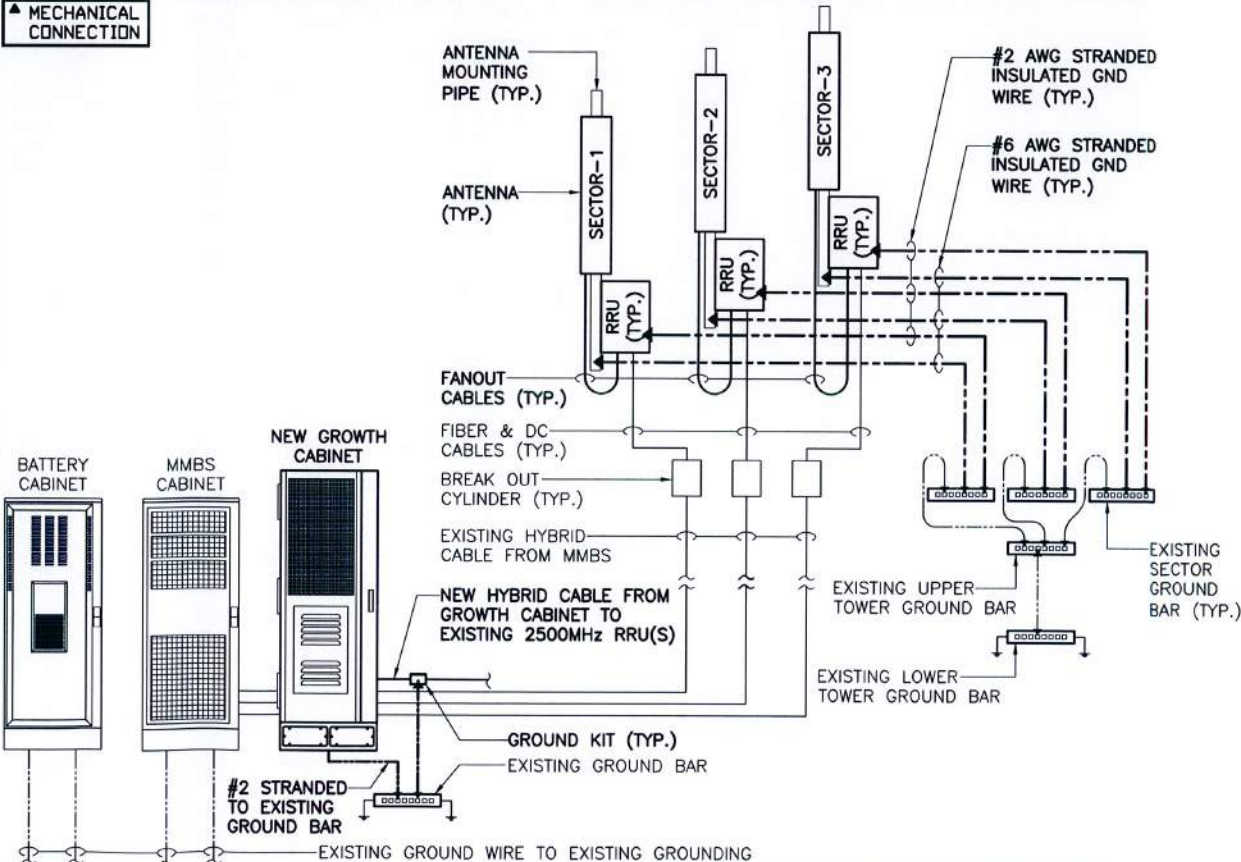 ▲ MECHANICAL
CONNECTION
ANTENNA
MOUNTING
PIPE (TYP.)
ANTENNA
(TYP.)
SECTOR-1
SECTOR-2
SECTOR-3
RRU
(TYP.)
RRU
(TYP.)
RRU
(TYP.)
#2 AWG STRANDED
INSULATED GND
WIRE (TYP.)
#6 AWG STRANDED
INSULATED GND
WIRE (TYP.)
FANOUT
CABLES (TYP.)
FIBER & DC
CABLES (TYP.)
BREAK OUT
CYLINDER (TYP.)
EXISTING HYBRID
CABLE FROM MMBS
BATTERY
CABINET
MMBS
CABINET
NEW GROWTH
CABINET
NEW HYBRID CABLE FROM
GROWTH CABINET TO
EXISTING 2500MHz RRU(S)
EXISTING UPPER
TOWER GROUND BAR
EXISTING
SECTOR
GROUND
BAR (TYP.)
EXISTING LOWER
TOWER GROUND BAR
GROUND KIT (TYP.)
EXISTING GROUND BAR
#2 STRANDED
TO EXISTING
GROUND BAR
EXISTING GROUND WIRE TO EXISTING GROUNDING